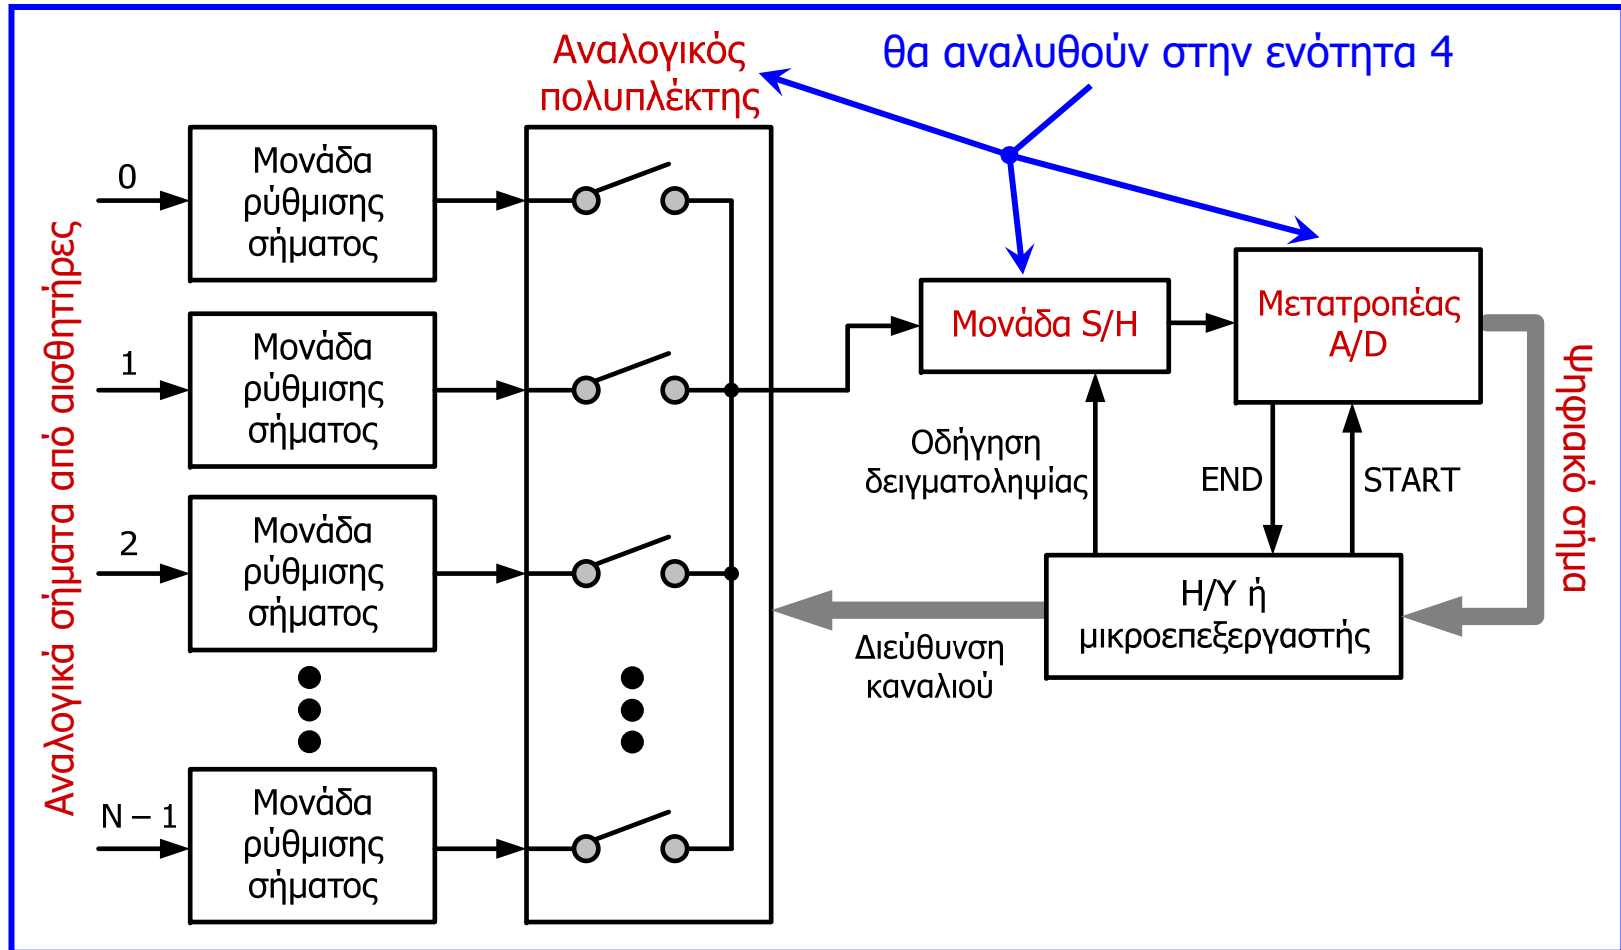 Αναλογικός
πολυπλέκτης
θα αναλυθούν στην ενότητα 4
Αναλογικά σήματα από αισθητήρες
0
Μονάδα
ρύθμισης
σήματος
1
Μονάδα
ρύθμισης
σήματος
2
Μονάδα
ρύθμισης
σήματος
N – 1
Μονάδα
ρύθμισης
σήματος
Μονάδα S/H
Μετατροπέας
A/D
Ψηφιακό σήμα
Οδήγηση
δειγματοληψίας
END
START
Η/Υ ή
μικροεπεξεργαστής
Διεύθυνση
καναλιού